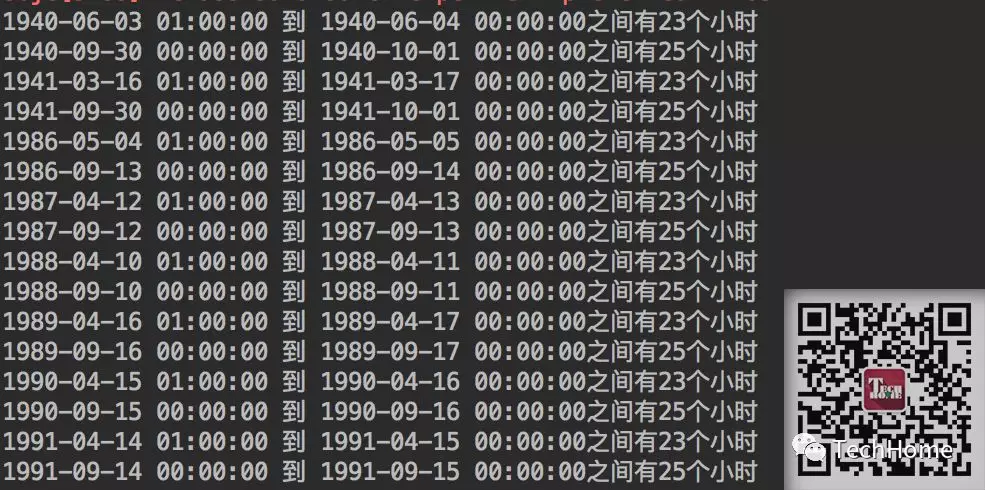 1940-06-03 01:00:00 到 1940-06-04 00:00:00之间有23个小时
1940-09-30 00:00:00 到 1940-10-01 00:00:00之间有25个小时
1941-03-16 01:00:00 到 1941-03-17 00:00:00之间有23个小时
1941-09-30 00:00:00 到 1941-10-01 00:00:00之间有25个小时
1986-05-04 01:00:00 到 1986-05-05 00:00:00之间有23个小时
1986-09-13 00:00:00 到 1986-09-14 00:00:00之间有25个小时
1987-04-12 01:00:00 到 1987-04-13 00:00:00之间有23个小时
1987-09-12 00:00:00 到 1987-09-13 00:00:00之间有25个小时
1988-04-10 01:00:00 到 1988-04-11 00:00:00之间有23个小时
1988-09-10 00:00:00 到 1988-09-11 00:00:00之间有25个小时
1989-04-16 01:00:00 到 1989-04-17 00:00:00之间有23个小时
1989-09-16 00:00:00 到 1989-09-17 00:00:00之间有25个小时
1990-04-15 01:00:00 到 1990-04-16 00:00:00之间有23个小时
1990-09-15 00:00:00 到 1990-09-16 00:00:00之间有25个小时
1991-04-14 01:00:00 到 1991-04-15 00:00:00之间有23个小时
1991-09-14 00:00:00 到 1991-09-15 00:00:00之间有25个小时
TECH
HOME
TechHome